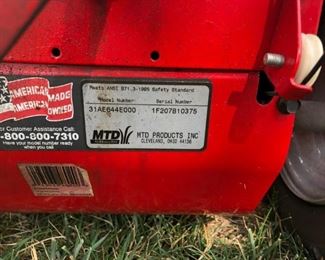 AMERICAN MADE
AMERICAN OWNED
For Customer Assistance Call
1-800-800-7310
Have your model number ready
when you call
Meets ANSI B71.3-1995 Safety Standard
Model Number
Serial Number
31AE644E000
1F207B10375
MTD
MTD PRODUCTS INC
CLEVELAND, OHIO 44136